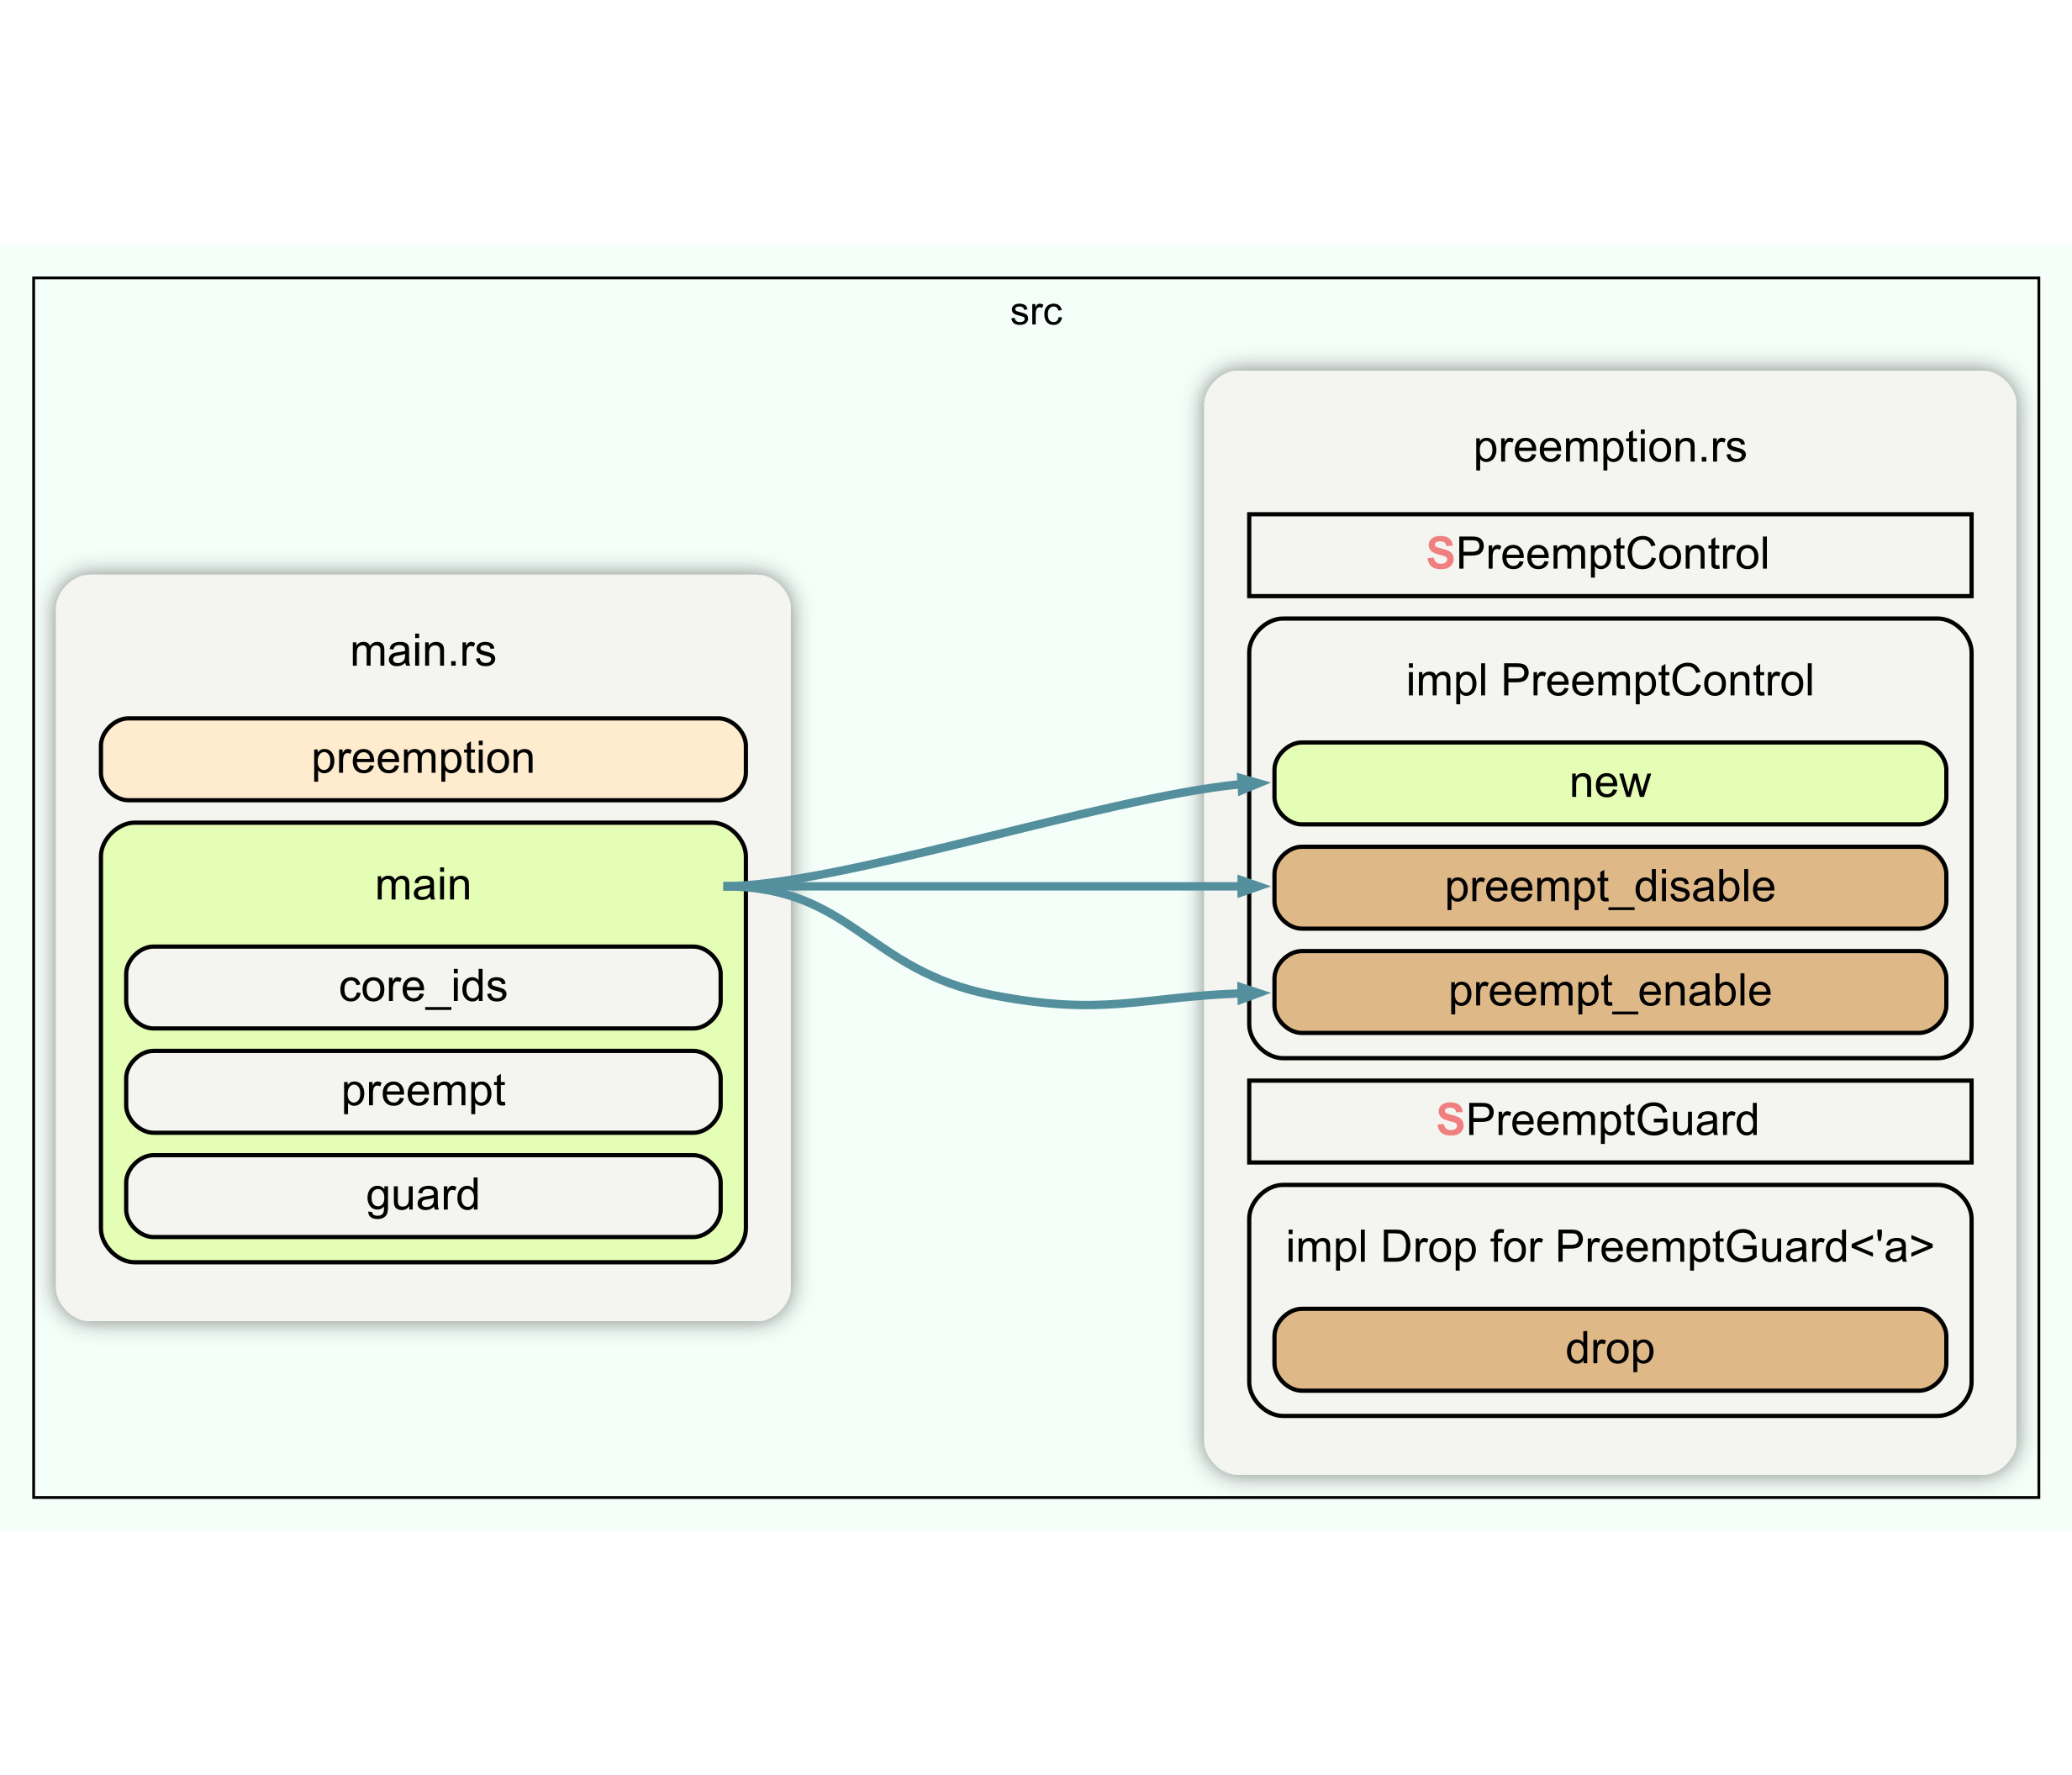 src
main.rs
preemption
main
core_ids
preempt
guard
preemption.rs
SPreemptControl
impl PreemptControl
new
preempt_disable
preempt_enable
SPreemptGuard
impl Drop for PreemptGuard<'a>
drop